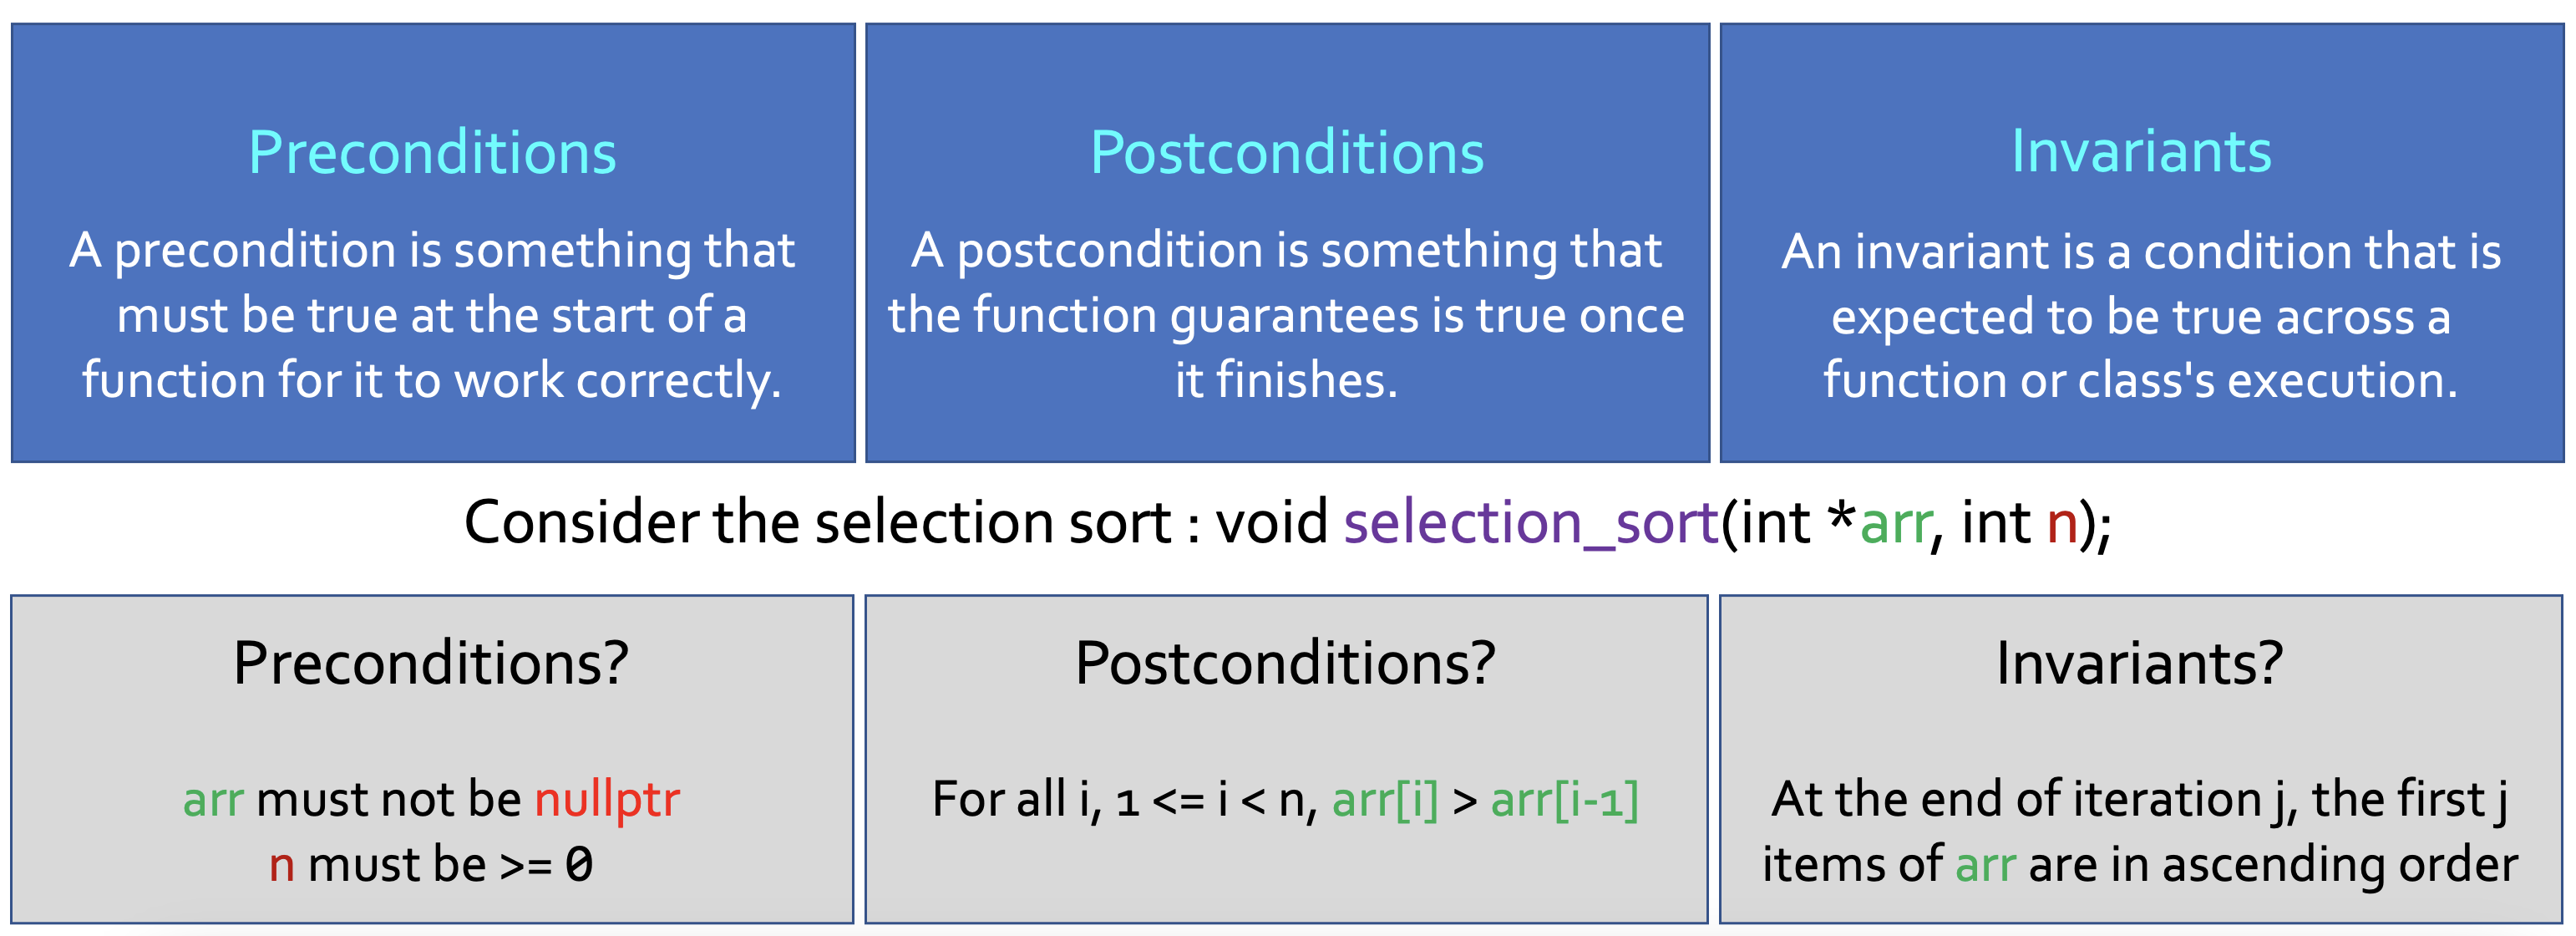 Preconditions
A precondition is something that
must be true at the start of a
function for it to work correctly.
Postconditions
A postcondition is something that
the function guarantees is true once
it finishes.
Invariants
An invariant is a condition that is
expected to be true across a
function or class's execution.
Consider the selection sort : void selection_sort(int *arr, int n);
Preconditions?
arr must not be nullptr
n must be >= 0
Postconditions?
For all i, 1 <= i < n, arr[i] > arr[i-1]
Invariants?
At the end of iteration j, the first j
items of arr are in ascending order